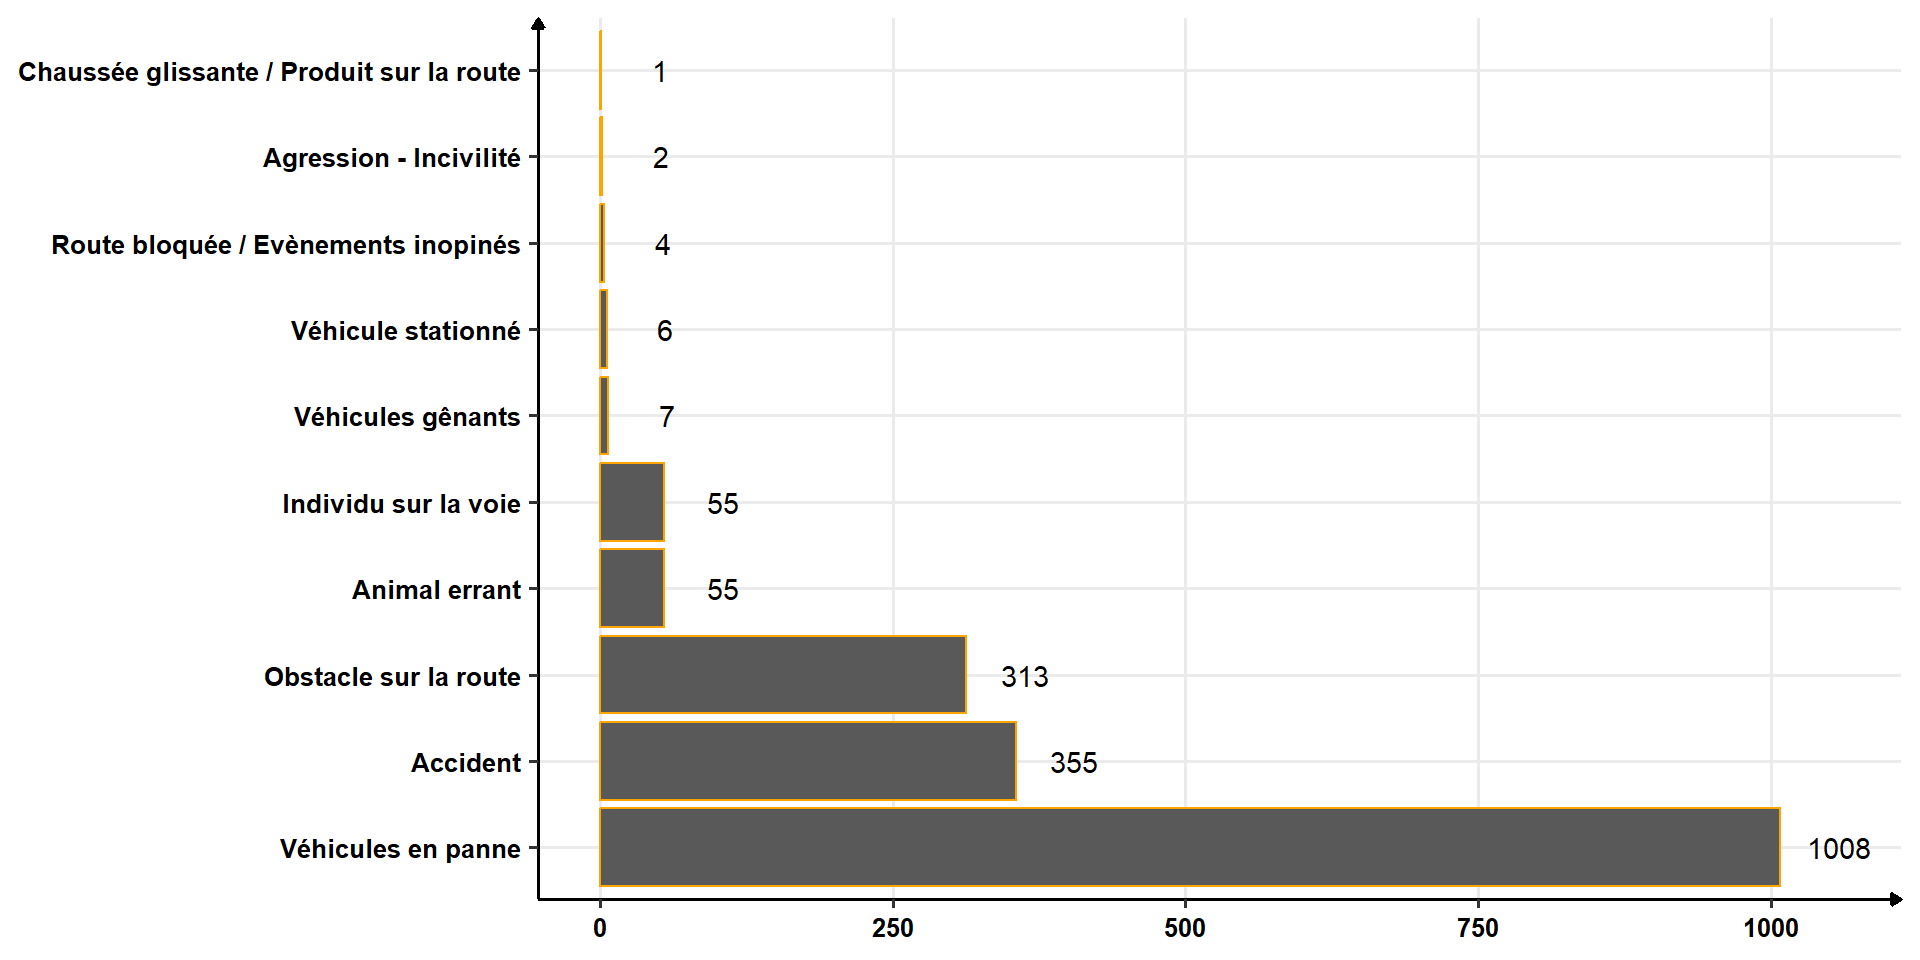 Chaussée glissante / Produit sur la route 1
Agression - Incivilité 2
Route bloquée / Evènements inopinés 4
Véhicule stationné 6
Véhicules gênants 7
Individu sur la voie 55
Animal errant 55
Obstacle sur la route 313
Accident 355
Véhicules en panne 1008
0 250 500 750 1000